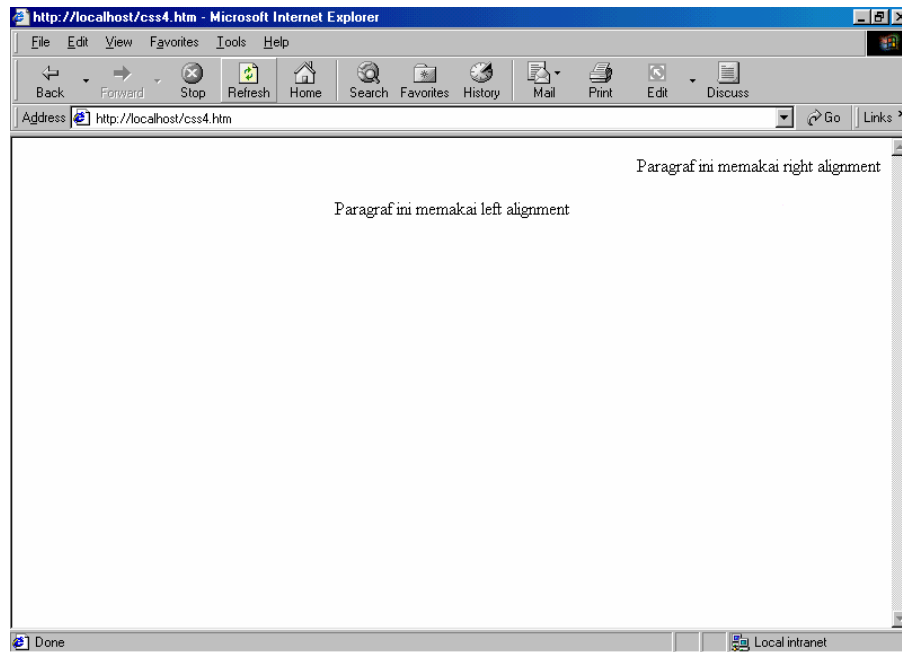 http://localhost/css4.htm - Microsoft Internet Explorer
File Edit View Favorites Tools Help
Back Forward Stop Refresh Home Search Favorites History Mail Print Edit Discuss
Address http://localhost/css4.htm Go Links
Paragraf ini memakai right alignment
Paragraf ini memakai left alignment
Done Local intranet